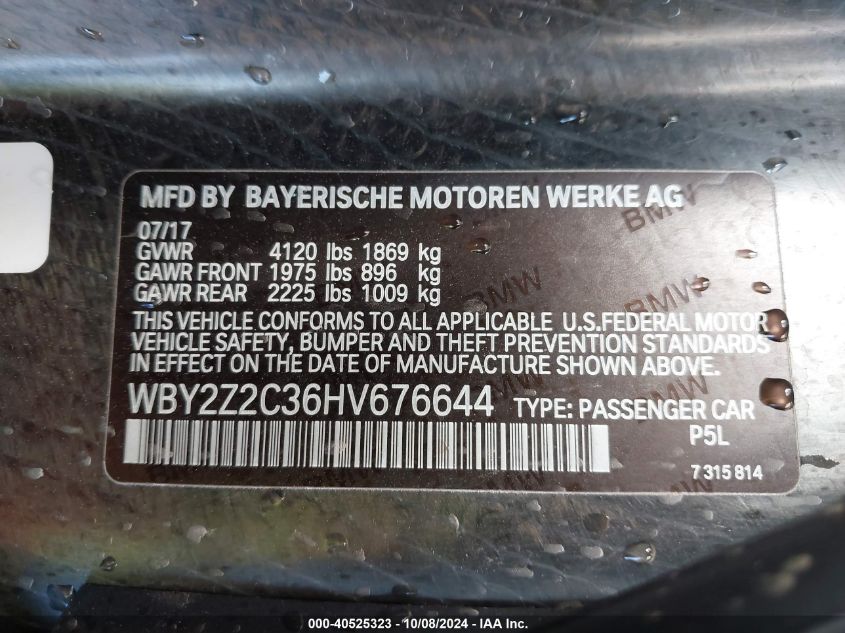 MFD BY BAYERISCHE MOTOREN WERKE AG
07/17
GVWR 4120 lbs 1869 kg
GAWR FRONT 1975 lbs 896 kg
GAWR REAR 2225 lbs 1009 kg
THIS VEHICLE CONFORMS TO ALL APPLICABLE U.S.FEDERAL MOTOR
VEHICLE SAFETY, BUMPER AND THEFT PREVENTION STANDARDS
IN EFFECT ON THE DATE OF MANUFACTURE SHOWN ABOVE.
WBY2Z2C36HV676644 TYPE: PASSENGER CAR
P5L
7 315 814
BMW
BMW
BMW
000-40525323 - 10/08/2024 - IAA Inc.